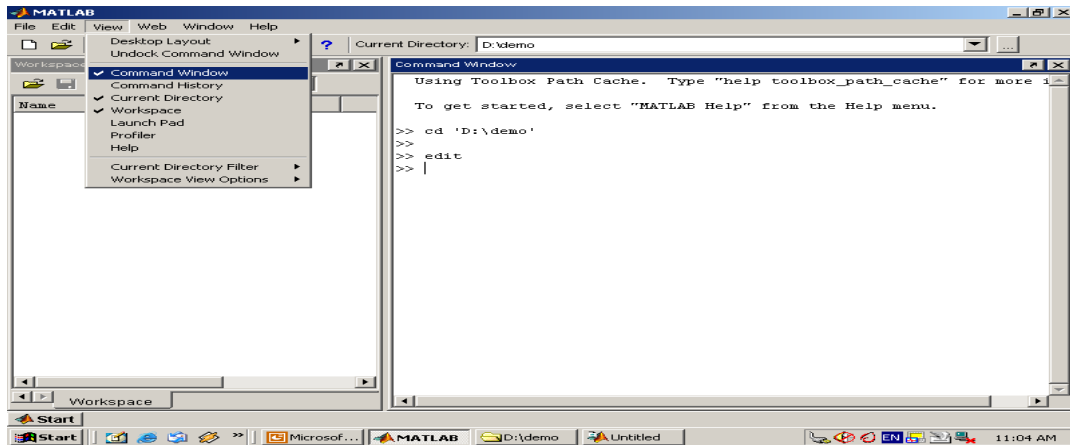 MATLAB
File Edit View Web Window Help
Current Directory: D:\demo
...
Desktop Layout
Undock Command Window
Command Window
Command History
Current Directory
Workspace
Launch Pad
Profiler
Help
Current Directory Filter
Workspace View Options
Workspace
Name
Workspace
Command Window
Using Toolbox Path Cache. Type "help toolbox_path_cache" for more i
To get started, select "MATLAB Help" from the Help menu.
>> cd 'D:\demo'
>>
>> edit
>>
Start
Start Microsof... MATLAB D:\demo Untitled EN 11:04 AM